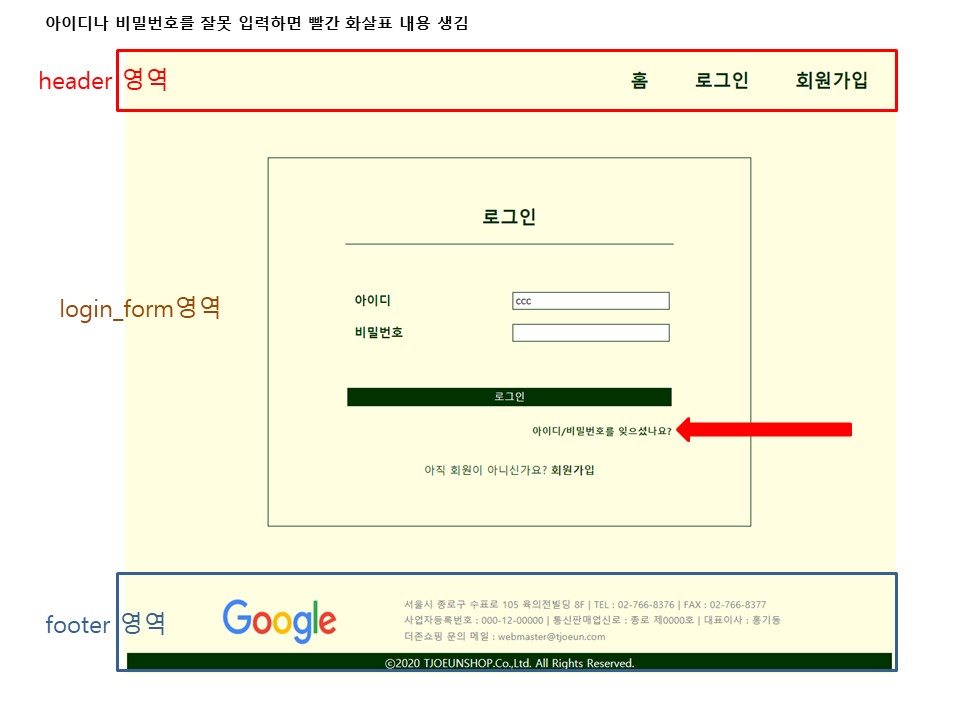 아이디나 비밀번호를 잘못 입력하면 빨간 화살표 내용 생김
header 영역
홈 로그인 회원가입
로그인
login_form영역
아이디 ccc
비밀번호
로그인
아이디/비밀번호를 잊으셨나요?
아직 회원이 아니신가요? 회원가입
footer 영역
Google
서울시 종로구 수표로 105 육의전빌딩 8F | TEL : 02-766-8376 | FAX : 02-766-8377
사업자등록번호 : 000-12-00000 | 통신판매업신로 : 종로 제0000호 | 대표이사 : 홍기동
더존쇼핑 문의 메일 : webmaster@tjoeun.com
©2020 TJOEUNSHOP.Co,.Ltd. All Rights Reserved.